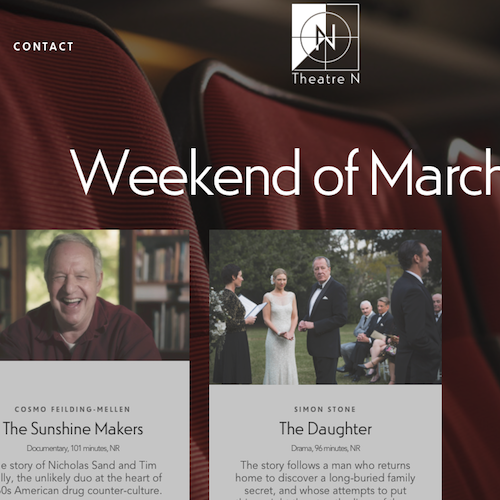 CONTACT
N
Theatre N
Weekend of March
COSMO FEILDING-MELLEN
The Sunshine Makers
Documentary, 101 minutes, NR
e story of Nicholas Sand and Tim
lly, the unlikely duo at the heart of
0s American drug counter-culture.
SIMON STONE
The Daughter
Drama, 96 minutes, NR
The story follows a man who returns
home to discover a long-buried family
secret, and whose attempts to put